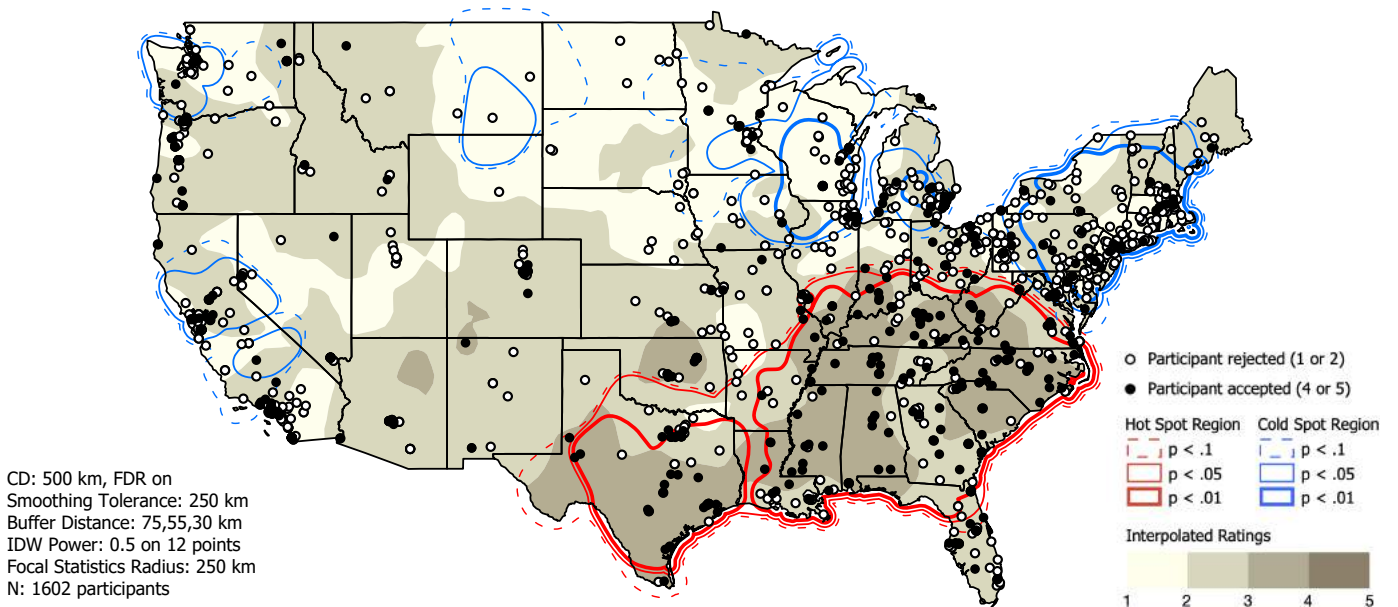 Participant rejected (1 or 2)
Participant accepted (4 or 5)
Hot Spot Region Cold Spot Region
p < .1 p < .1
p < .05 p < .05
p < .01 p < .01
Interpolated Ratings
1 2 3 4 5
CD: 500 km, FDR on
Smoothing Tolerance: 250 km
Buffer Distance: 75,55,30 km
IDW Power: 0.5 on 12 points
Focal Statistics Radius: 250 km
N: 1602 participants